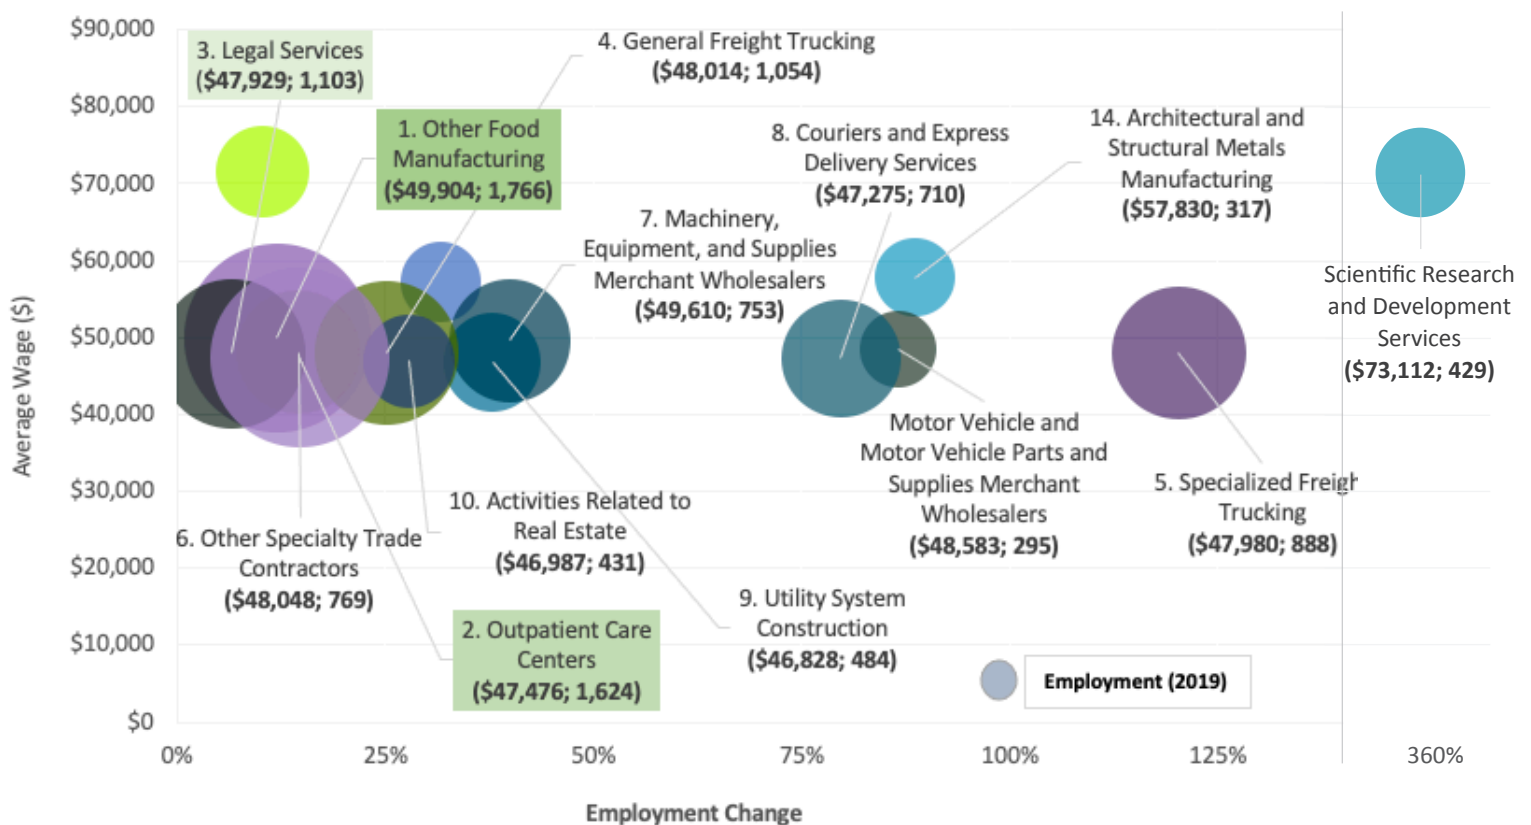 $90,000
$80,000
$70,000
$60,000
$50,000
$40,000
$30,000
$20,000
$10,000
$0
Average Wage ($)
3. Legal Services
($47,929; 1,103)
4. General Freight Trucking
($48,014; 1,054)
1. Other Food
Manufacturing
($49,904; 1,766)
7. Machinery,
Equipment, and Supplies
Merchant Wholesalers
($49,610; 753)
8. Couriers and Express
Delivery Services
($47,275; 710)
14. Architectural and
Structural Metals
Manufacturing
($57,830; 317)
Scientific Research
and Development
Services
($73,112; 429)
Motor Vehicle and
Motor Vehicle Parts and
Supplies Merchant
Wholesalers
($48,583; 295)
5. Specialized Freigh
Trucking
($47,980; 888)
6. Other Specialty Trade
Contractors
($48,048; 769)
10. Activities Related to
Real Estate
($46,987; 431)
2. Outpatient Care
Centers
($47,476; 1,624)
9. Utility System
Construction
($46,828; 484)
Employment (2019)
0%
25%
50%
75%
100%
125%
360%
Employment Change